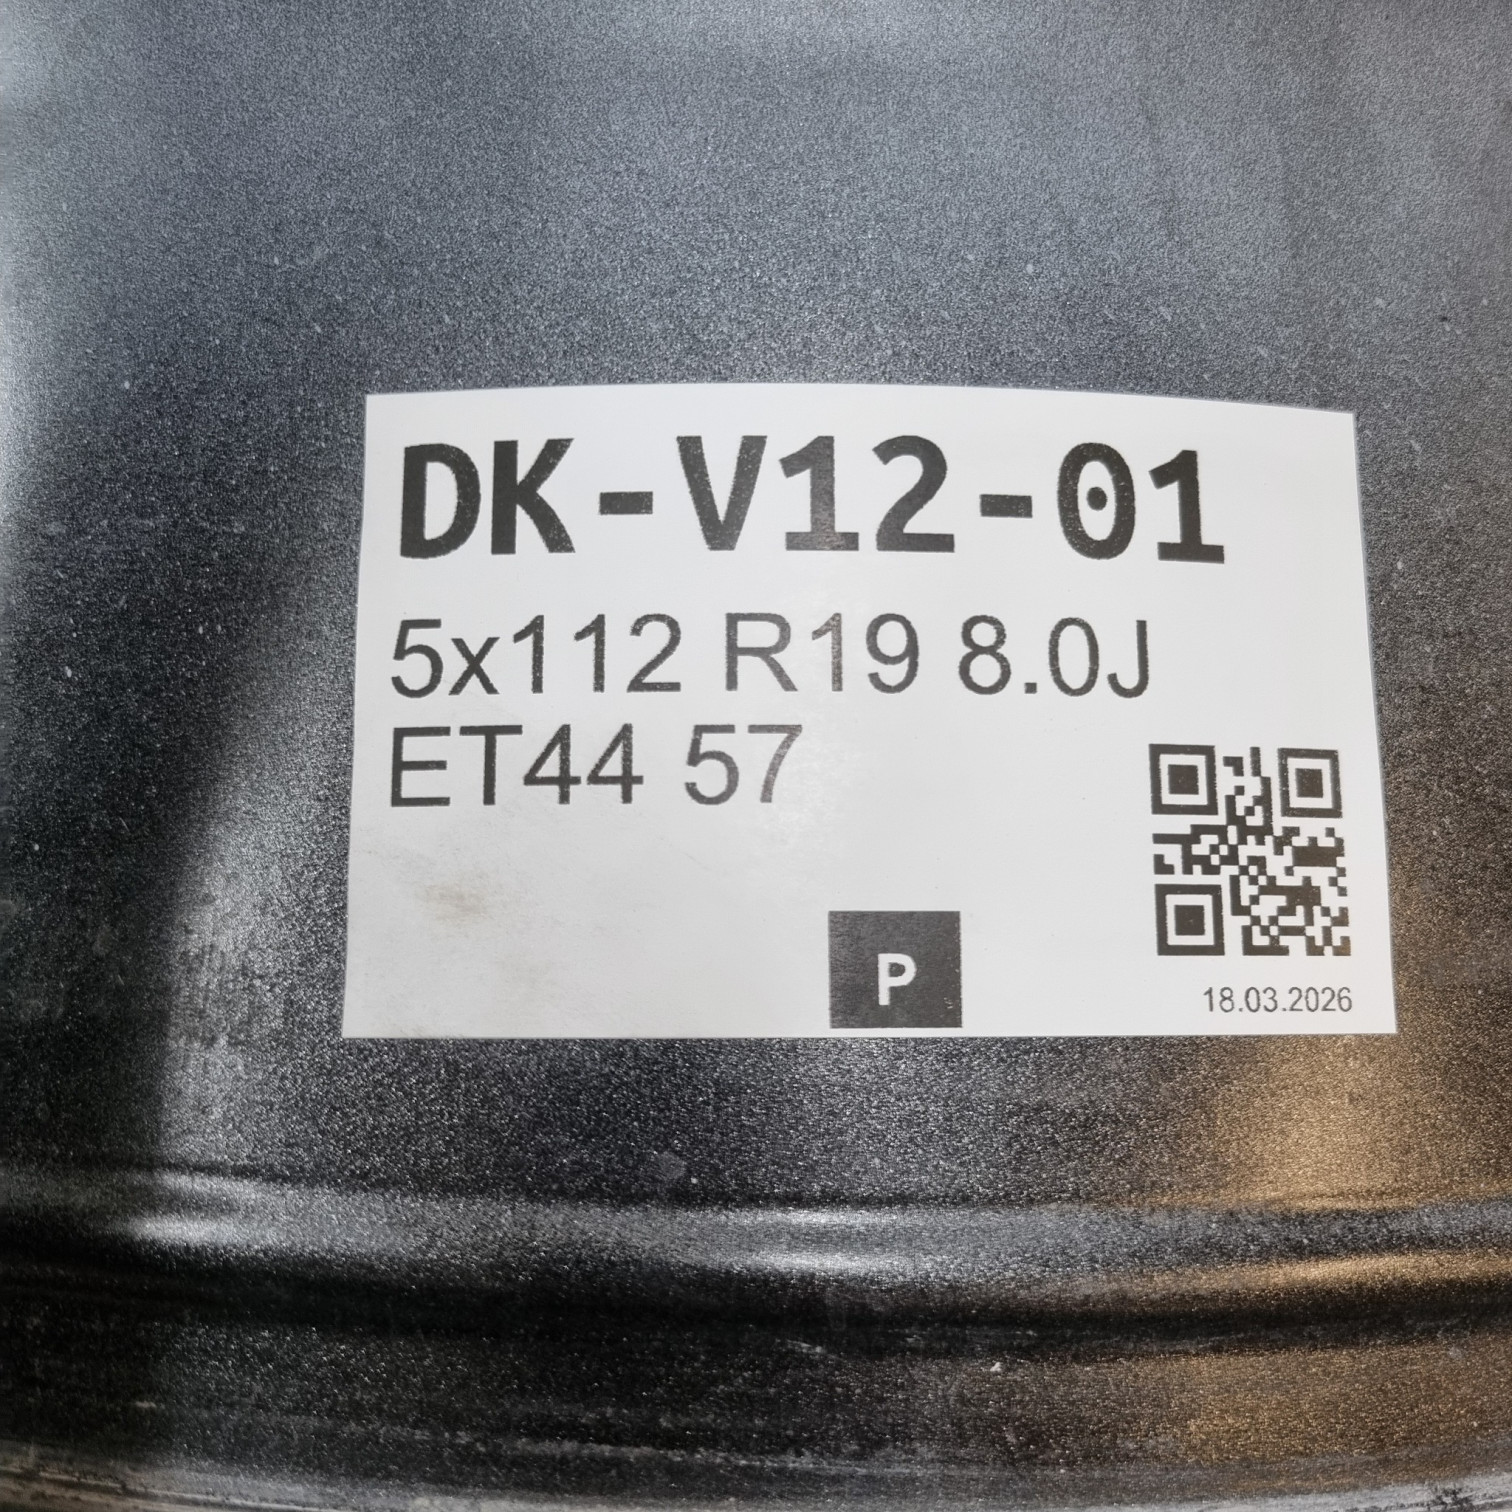 DK-V12-01
5x112 R19 8.0J
ET44 57
P
18.03.2026